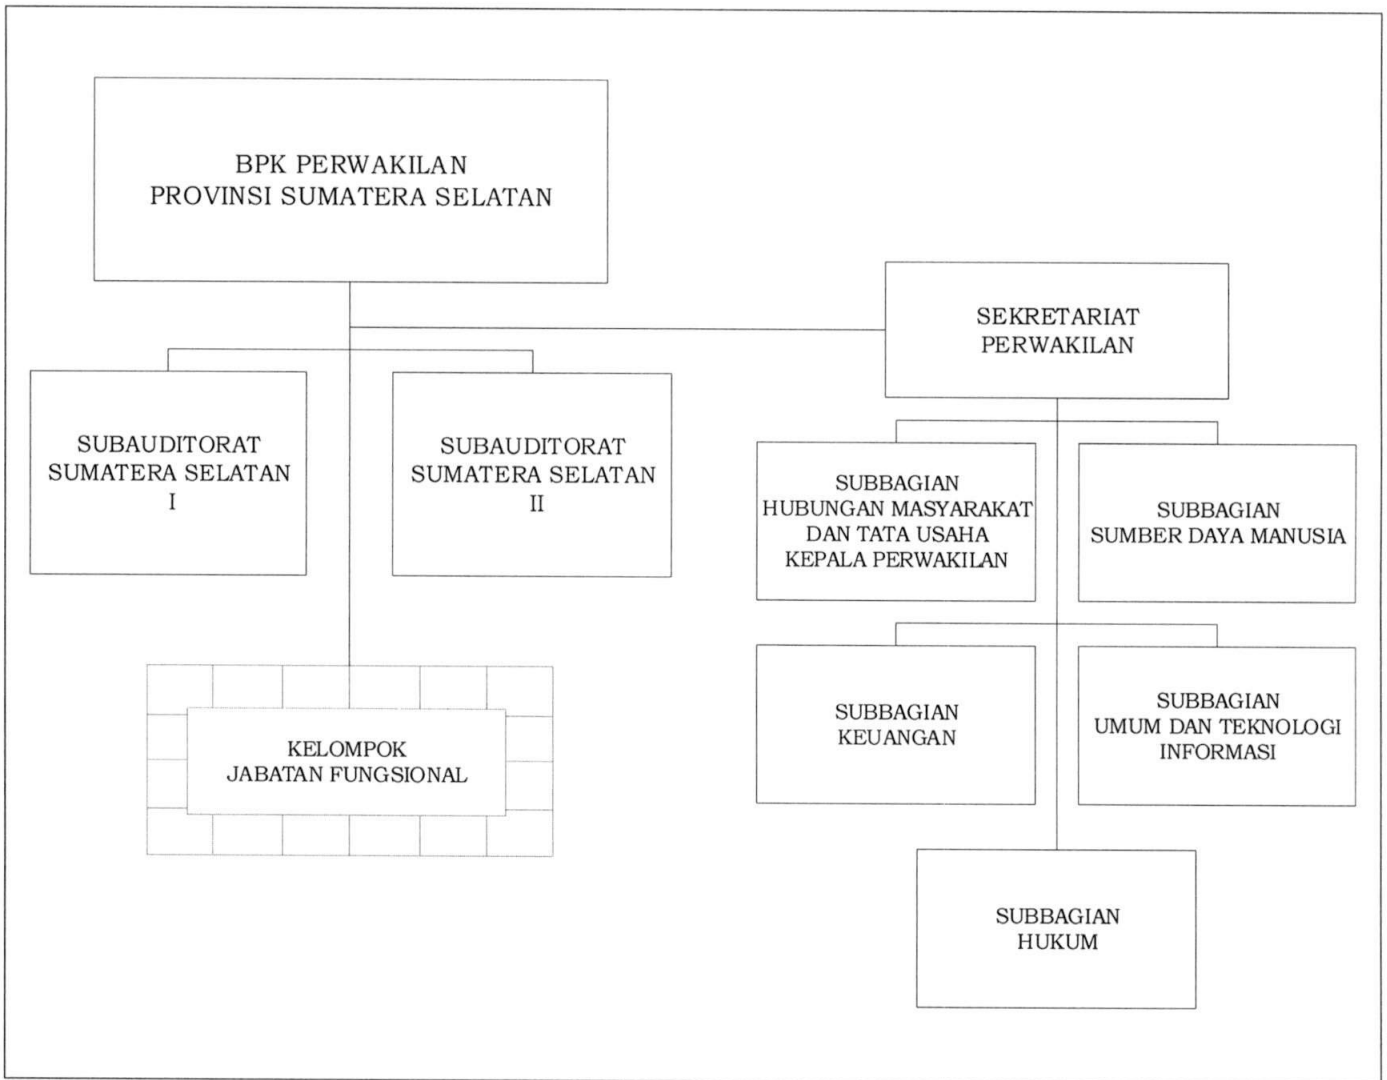 BPK PERWAKILAN
PROVINSI SUMATERA SELATAN
SEKRETARIAT
PERWAKILAN
SUBAUDITORAT
SUMATERA SELATAN
I
SUBAUDITORAT
SUMATERA SELATAN
II
SUBBAGIAN
HUBUNGAN MASYARAKAT
DAN TATA USAHA
KEPALA PERWAKILAN
SUBBAGIAN
SUMBER DAYA MANUSIA
KELOMPOK
JABATAN FUNGSIONAL
SUBBAGIAN
KEUANGAN
SUBBAGIAN
UMUM DAN TEKNOLOGI
INFORMASI
SUBBAGIAN
HUKUM